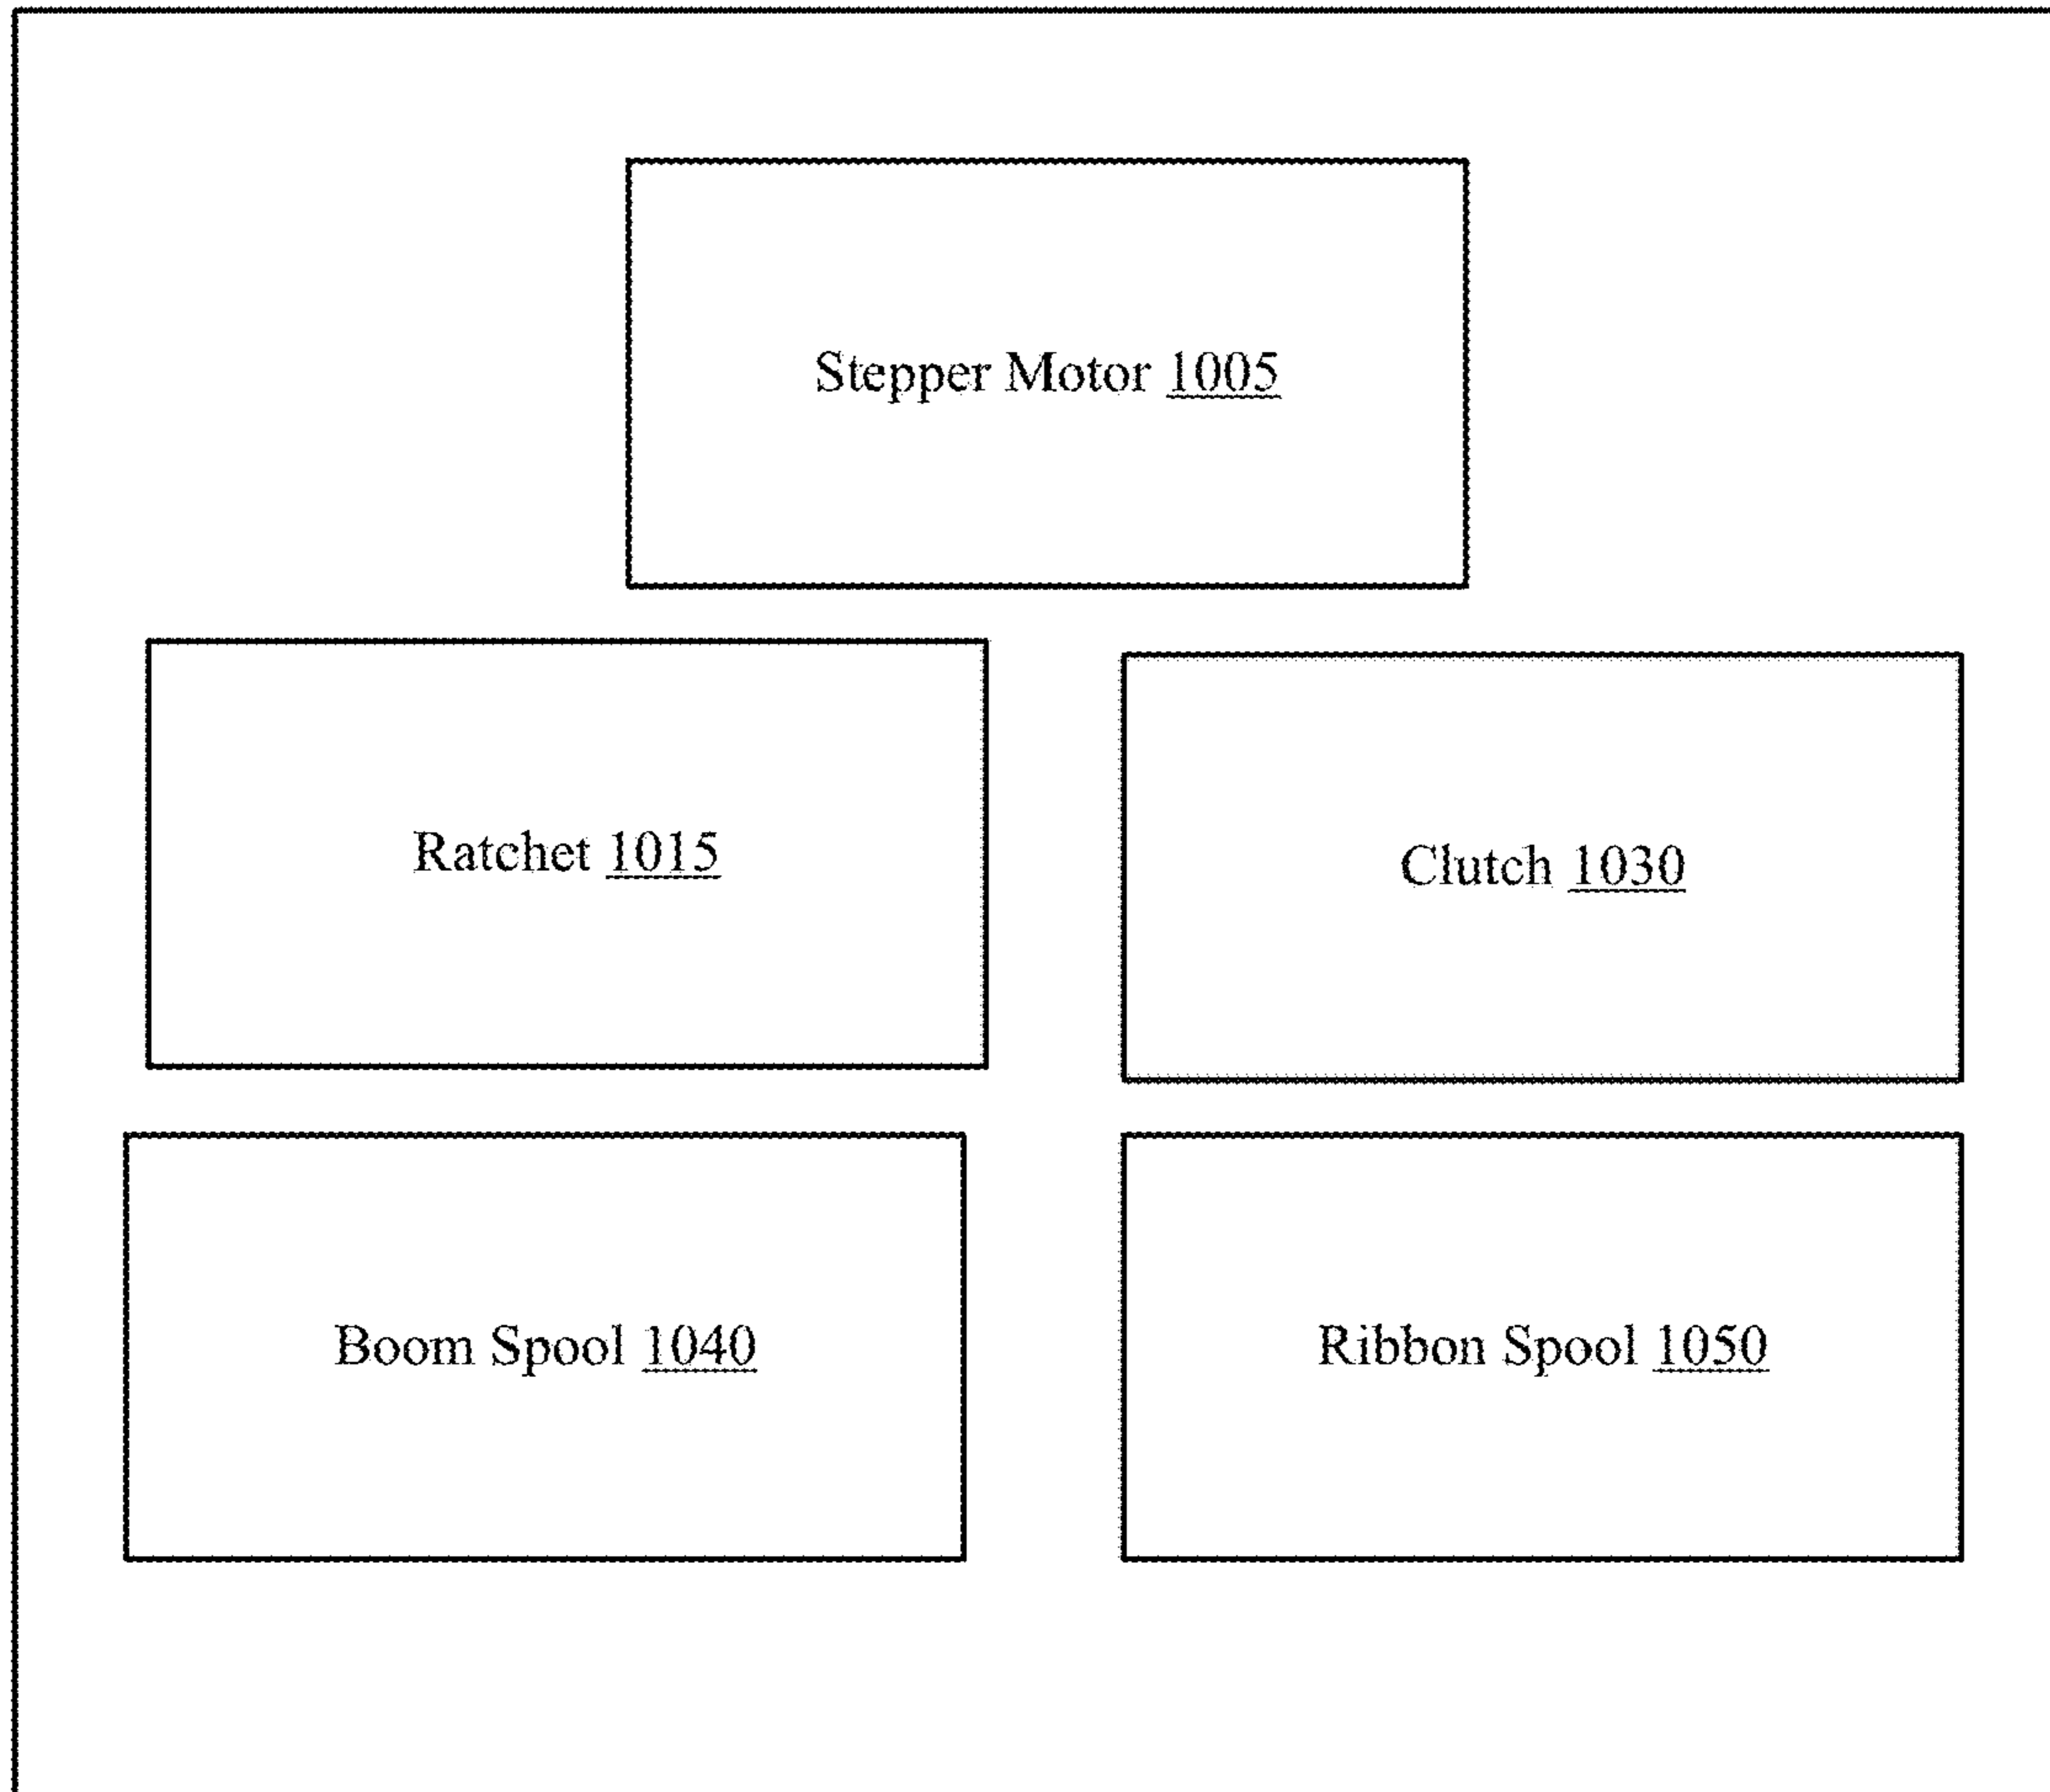 Stepper Motor 1005
Ratchet 1015
Clutch 1030
Boom Spool 1040
Ribbon Spool 1050